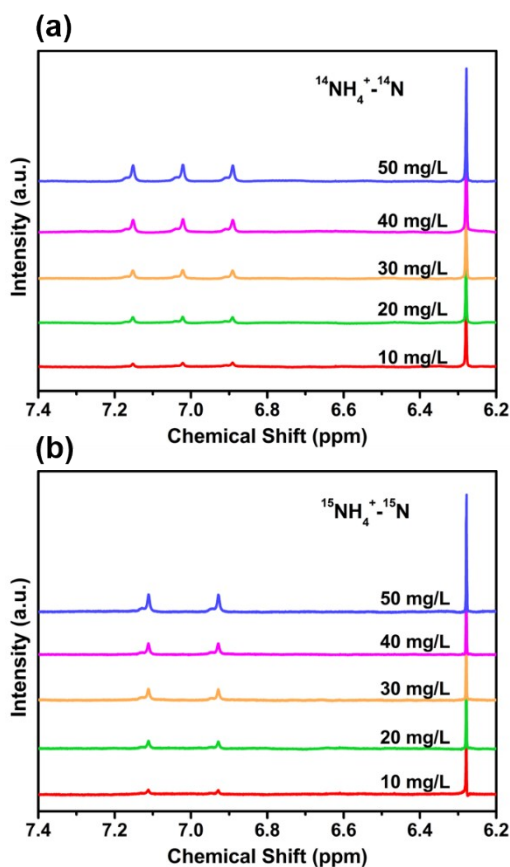 (a)
¹⁴NH₄⁺-¹⁴N
50 mg/L
40 mg/L
30 mg/L
20 mg/L
10 mg/L
Intensity (a.u.)
7.4 7.2 7.0 6.8 6.6 6.4 6.2
Chemical Shift (ppm)
(b)
¹⁵NH₄⁺-¹⁵N
50 mg/L
40 mg/L
30 mg/L
20 mg/L
10 mg/L
Intensity (a.u.)
7.4 7.2 7.0 6.8 6.6 6.4 6.2
Chemical Shift (ppm)